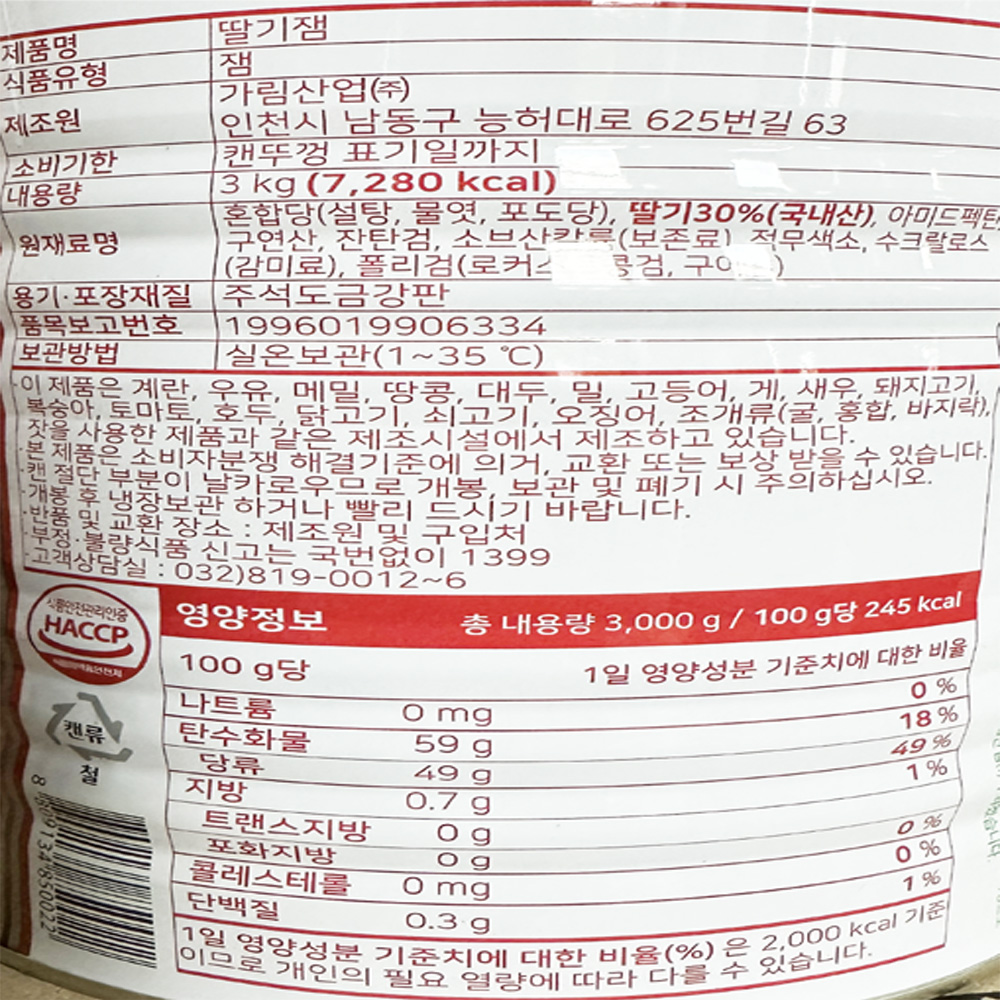 제품명 딸기잼
식품유형 잼
제조원 가림산업㈜
인천시 남동구 능허대로 625번길 63
소비기한 캔뚜껑 표기일까지
내용량 3 kg (7,280 kcal)
원재료명 혼합당(설탕, 물엿, 포도당), 딸기30%(국내산), 아미드펙틴,
구연산, 잔탄검, 소브산칼륨(보존료), 적무색소, 수크랄로스
(감미료), 폴리검(로커스
용기·포장재질 주석도금강판
품목보고번호 1996019906334
보관방법 실온보관(1~35 ℃)
·이 제품은 계란, 우유, 메밀, 땅콩, 대두, 밀, 고등어, 게, 새우, 돼지고기,
복숭아, 토마토, 호두, 닭고기, 쇠고기, 오징어, 조개류(굴, 홍합, 바지락),
잣을 사용한 제품과 같은 제조시설에서 제조하고 있습니다.
·본 제품은 소비자분쟁 해결기준에 의거, 교환 또는 보상 받을 수 있습니다.
·캔 절단 부분이 날카로우므로 개봉, 보관 및 폐기 시 주의하십시오.
·개봉 후 냉장보관 하거나 빨리 드시기 바랍니다.
·반품 및 교환 장소 : 제조원 및 구입처
·부정·불량식품 신고는 국번없이 1399
·고객상담실 : 032)819-0012~6
식품안전관리인증
HACCP
캔류
철
영양정보 총 내용량 3,000 g / 100 g당 245 kcal
100 g당 1일 영양성분 기준치에 대한 비율
나트륨 0 mg 0 %
탄수화물 59 g 18 %
당류 49 g 49 %
지방 0.7 g 1 %
트랜스지방 0 g
포화지방 0 g 0 %
콜레스테롤 0 mg 0 %
단백질 0.3 g 1 %
1일 영양성분 기준치에 대한 비율(%) 은 2,000 kcal 기준
이므로 개인의 필요 열량에 따라 다를 수 있습니다.